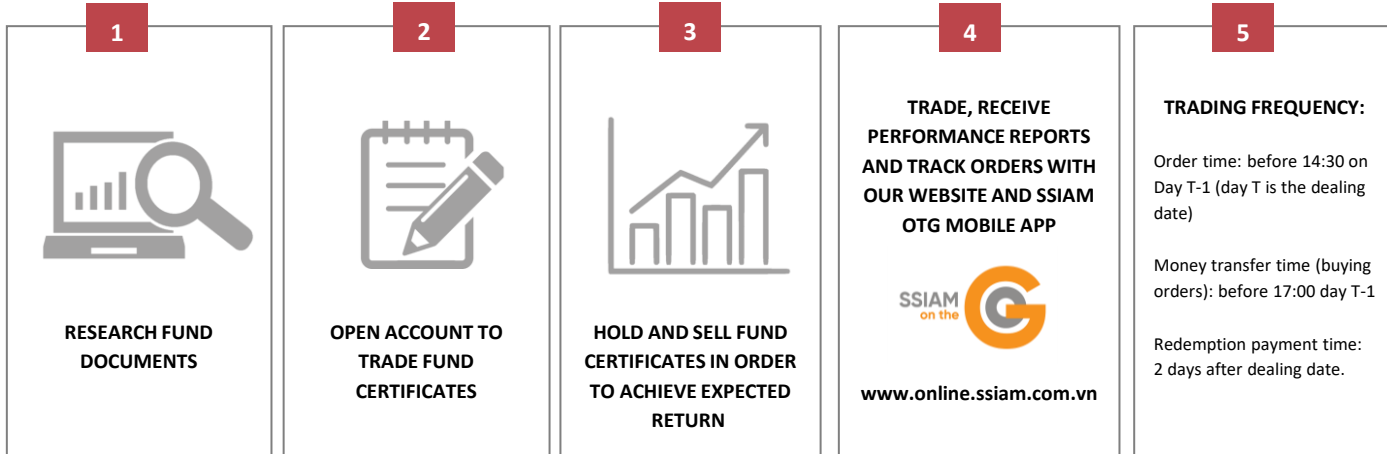 1
RESEARCH FUND
DOCUMENTS
2
OPEN ACCOUNT TO
TRADE FUND
CERTIFICATES
3
HOLD AND SELL FUND
CERTIFICATES IN ORDER
TO ACHIEVE EXPECTED
RETURN
4
TRADE, RECEIVE
PERFORMANCE REPORTS
AND TRACK ORDERS WITH
OUR WEBSITE AND SSIAM
OTG MOBILE APP
SSIAM
on the
G
www.online.ssiam.com.vn
5
TRADING FREQUENCY:
Order time: before 14:30 on
Day T-1 (day T is the dealing
date)
Money transfer time (buying
orders): before 17:00 day T-1
Redemption payment time:
2 days after dealing date.